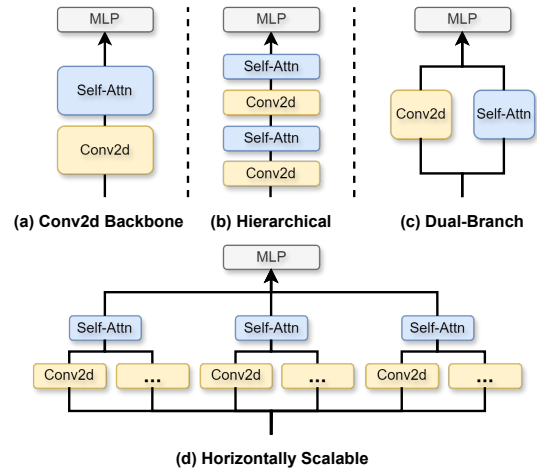 MLP
Self-Attn
Conv2d
(a) Conv2d Backbone
MLP
Self-Attn
Conv2d
Self-Attn
Conv2d
(b) Hierarchical
MLP
Conv2d
Self-Attn
(c) Dual-Branch
MLP
Self-Attn
Self-Attn
Self-Attn
Conv2d
...
Conv2d
...
Conv2d
...
(d) Horizontally Scalable